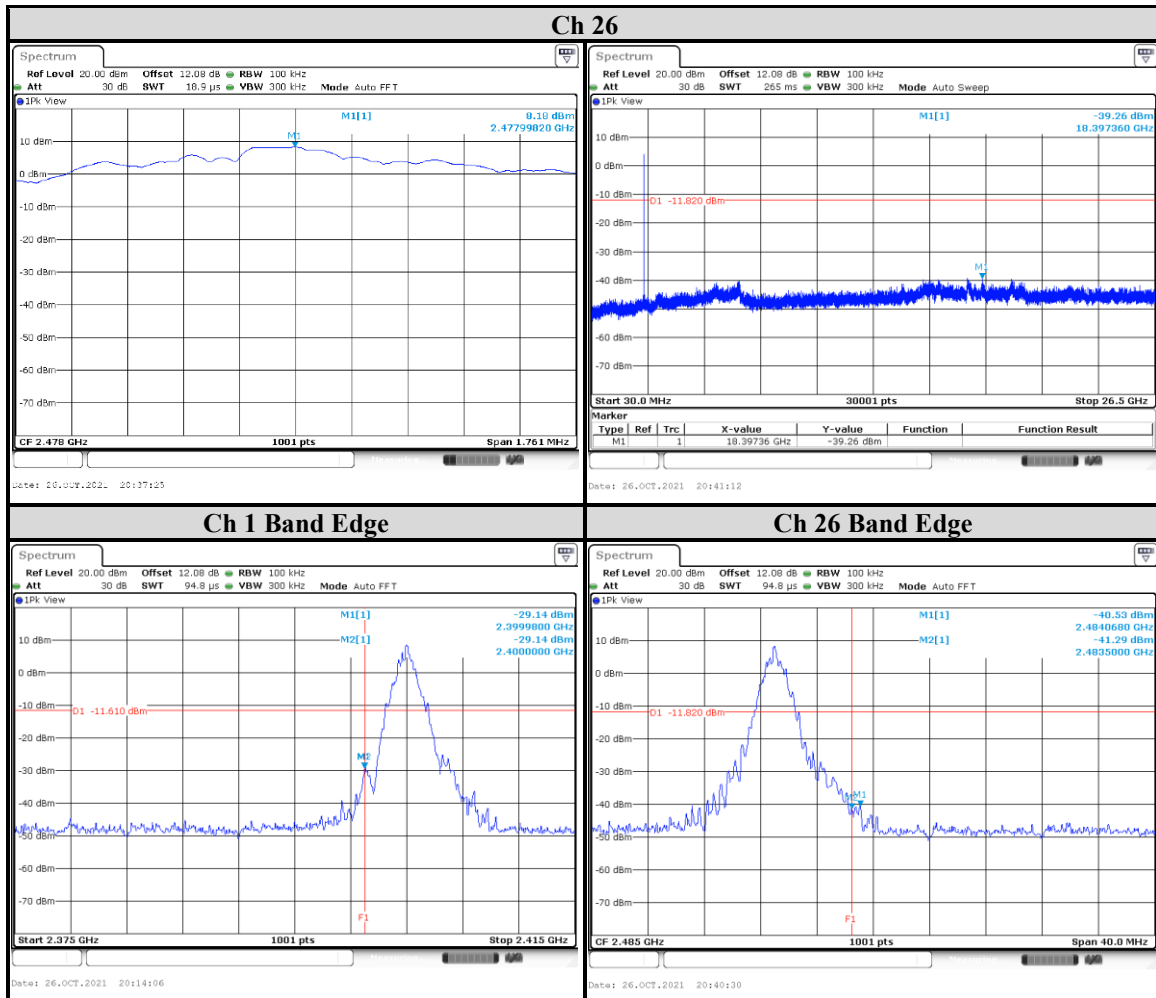 Ch 26
Spectrum
Ref Level 20.00 dBm Offset 12.08 dB RBW 100 kHz
Att 30 dB SWT 18.9 µs VBW 300 kHz Mode Auto FFT
1Pk View
M1[1] 8.18 dBm
2.47799820 GHz
M1
10 dBm
0 dBm
-10 dBm
-20 dBm
-30 dBm
-40 dBm
-50 dBm
-60 dBm
-70 dBm
CF 2.478 GHz 1001 pts Span 1.761 MHz
Date: 26.OCT.2021 20:37:25
Spectrum
Ref Level 20.00 dBm Offset 12.08 dB RBW 100 kHz
Att 30 dB SWT 265 ms VBW 300 kHz Mode Auto Sweep
1Pk View
M1[1] -39.26 dBm
18.397360 GHz
10 dBm
0 dBm
-10 dBm
D1 -11.820 dBm
-20 dBm
-30 dBm
M1
-40 dBm
-60 dBm
-70 dBm
Start 30.0 MHz 30001 pts Stop 26.5 GHz
Marker
Type Ref Trc X-value Y-value Function Function Result
M1 1 18.39736 GHz -39.26 dBm
Date: 26.OCT.2021 20:41:12
Ch 1 Band Edge
Spectrum
Ref Level 20.00 dBm Offset 12.08 dB RBW 100 kHz
Att 30 dB SWT 94.8 µs VBW 300 kHz Mode Auto FFT
1Pk View
M1[1] -29.14 dBm
2.3999800 GHz
M2[1] -29.14 dBm
2.4000000 GHz
10 dBm
0 dBm
-10 dBm
D1 -11.610 dBm
-20 dBm
-30 dBm
M2
-40 dBm
-50 dBm
-60 dBm
-70 dBm
F1
Start 2.375 GHz 1001 pts Stop 2.415 GHz
Date: 26.OCT.2021 20:14:06
Ch 26 Band Edge
Spectrum
Ref Level 20.00 dBm Offset 12.08 dB RBW 100 kHz
Att 30 dB SWT 94.8 µs VBW 300 kHz Mode Auto FFT
1Pk View
M1[1] -40.53 dBm
2.4840680 GHz
M2[1] -41.29 dBm
2.4835000 GHz
10 dBm
0 dBm
-10 dBm
D1 -11.820 dBm
-20 dBm
-30 dBm
M1
-40 dBm
-50 dBm
-60 dBm
-70 dBm
F1
CF 2.485 GHz 1001 pts Span 40.0 MHz
Date: 26.OCT.2021 20:40:30